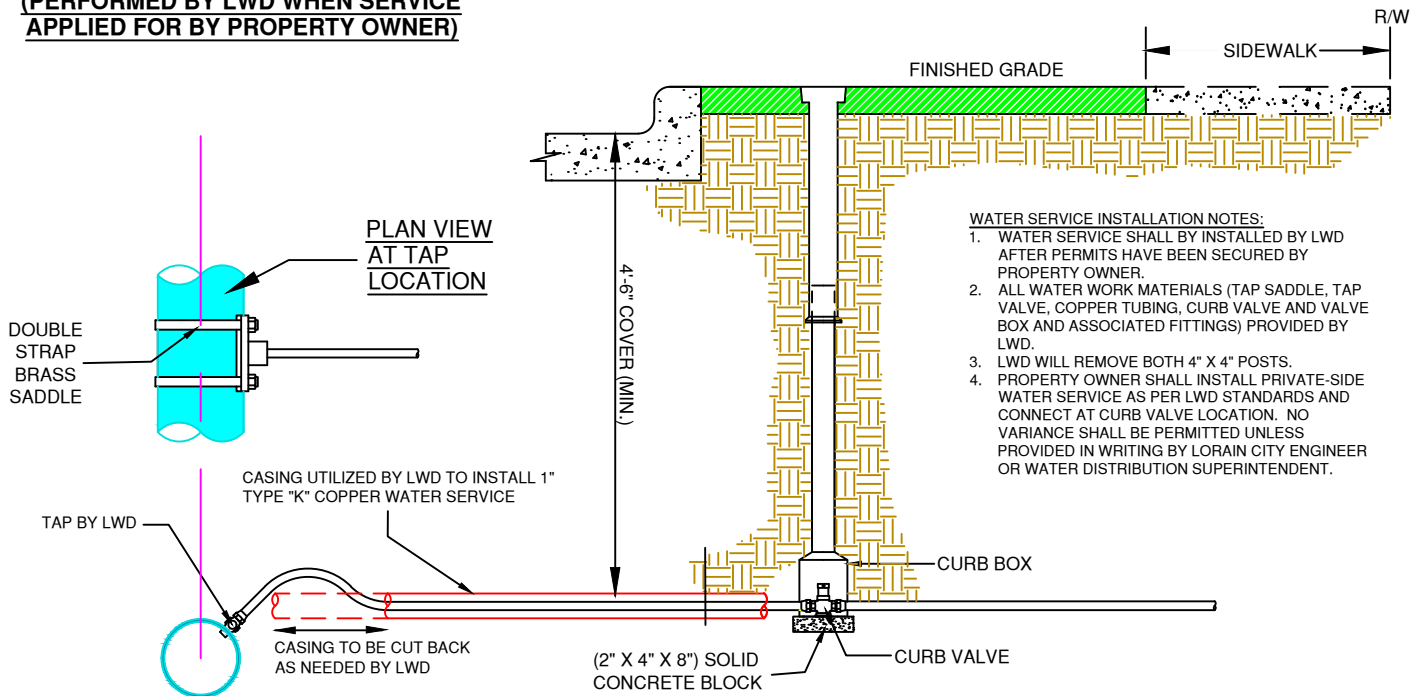 (PERFORMED BY LWD WHEN SERVICE
APPLIED FOR BY PROPERTY OWNER)
R/W
SIDEWALK
FINISHED GRADE
PLAN VIEW
AT TAP
LOCATION
DOUBLE
STRAP
BRASS
SADDLE
4'-6" COVER (MIN.)
WATER SERVICE INSTALLATION NOTES:
1. WATER SERVICE SHALL BY INSTALLED BY LWD
AFTER PERMITS HAVE BEEN SECURED BY
PROPERTY OWNER.
2. ALL WATER WORK MATERIALS (TAP SADDLE, TAP
VALVE, COPPER TUBING, CURB VALVE AND VALVE
BOX AND ASSOCIATED FITTINGS) PROVIDED BY
LWD.
3. LWD WILL REMOVE BOTH 4" X 4" POSTS.
4. PROPERTY OWNER SHALL INSTALL PRIVATE-SIDE
WATER SERVICE AS PER LWD STANDARDS AND
CONNECT AT CURB VALVE LOCATION. NO
VARIANCE SHALL BE PERMITTED UNLESS
PROVIDED IN WRITING BY LORAIN CITY ENGINEER
OR WATER DISTRIBUTION SUPERINTENDENT.
CASING UTILIZED BY LWD TO INSTALL 1"
TYPE "K" COPPER WATER SERVICE
TAP BY LWD
CURB BOX
CASING TO BE CUT BACK
AS NEEDED BY LWD
(2" X 4" X 8") SOLID
CONCRETE BLOCK
CURB VALVE